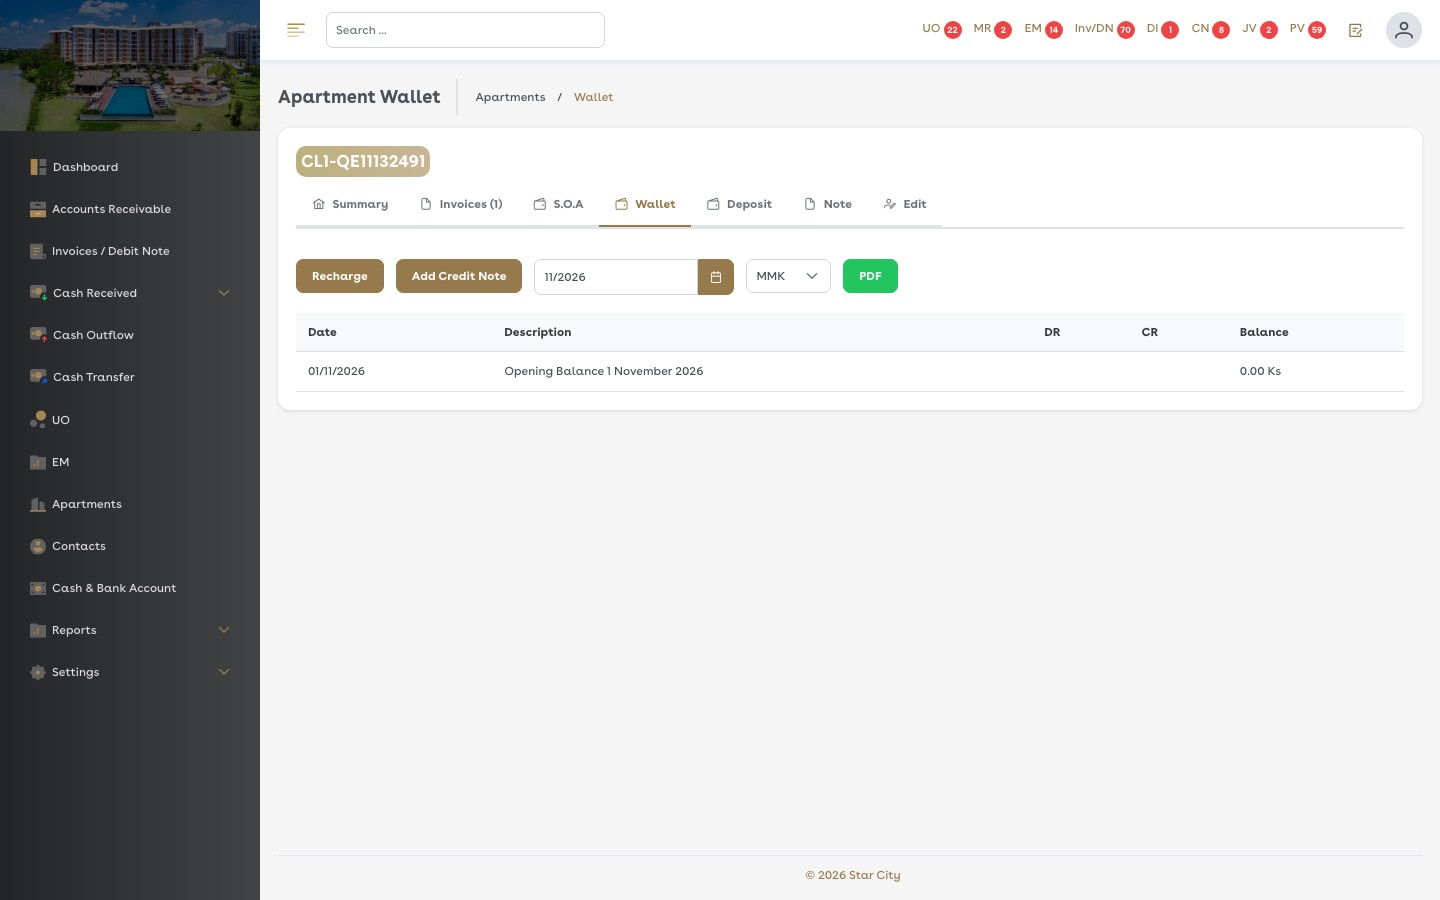 Search ...
UO 22 MR 2 EM 14 Inv/DN 70 DI 1 CN 8 JV 2 PV 59
Apartment Wallet
Apartments / Wallet
Dashboard
Accounts Receivable
Invoices / Debit Note
Cash Received
Cash Outflow
Cash Transfer
UO
EM
Apartments
Contacts
Cash & Bank Account
Reports
Settings
CL1-QE11132491
Summary Invoices (1) S.O.A Wallet Deposit Note Edit
Recharge Add Credit Note 11/2026 MMK PDF
Date Description DR CR Balance
01/11/2026 Opening Balance 1 November 2026 0.00 Ks
© 2026 Star City